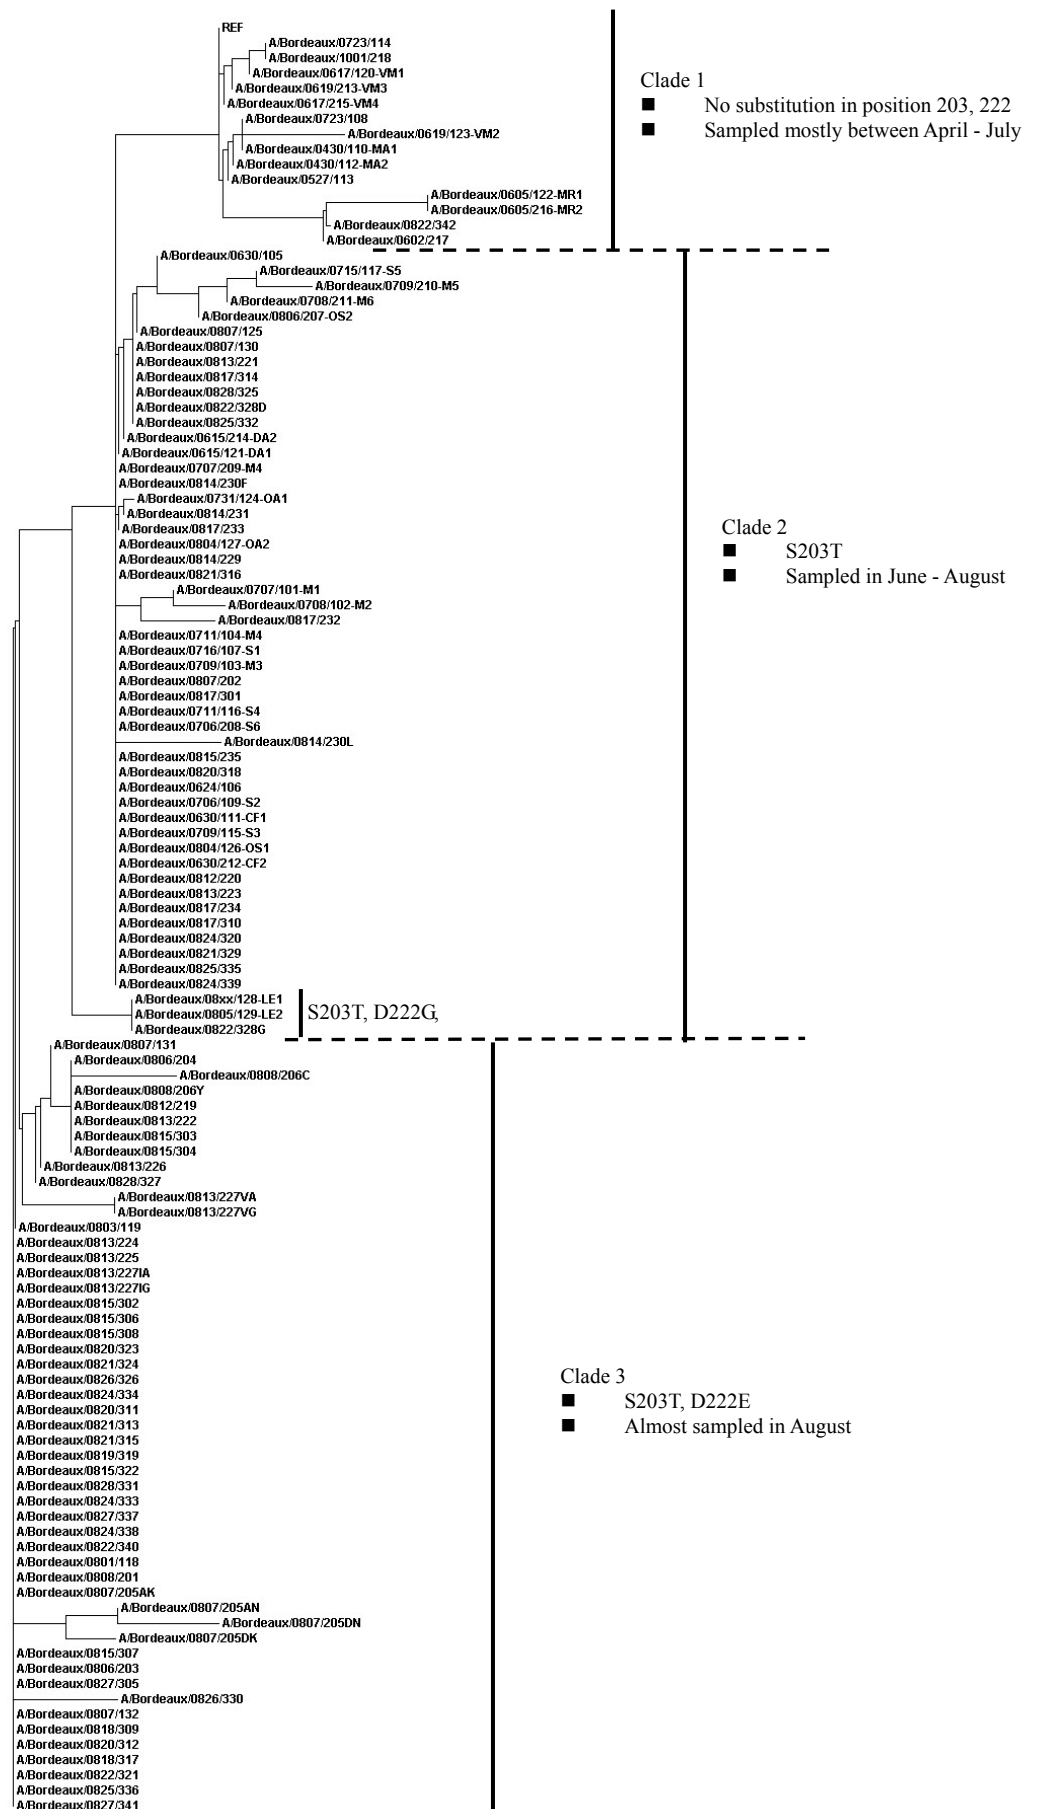 REF
A/Bordeaux/0723/114
A/Bordeaux/1001/218
A/Bordeaux/0617/120-VM1
A/Bordeaux/0619/213-VM3
A/Bordeaux/0617/215-VM4
A/Bordeaux/0723/108
A/Bordeaux/0619/123-VM2
A/Bordeaux/0430/110-MA1
A/Bordeaux/0430/112-MA2
A/Bordeaux/0527/113
A/Bordeaux/0605/122-MR1
A/Bordeaux/0605/216-MR2
A/Bordeaux/0822/342
A/Bordeaux/0602/217
Clade 1
■ No substitution in position 203, 222
■ Sampled mostly between April - July
A/Bordeaux/0630/105
A/Bordeaux/0715/117-S5
A/Bordeaux/0709/210-M5
A/Bordeaux/0708/211-M6
A/Bordeaux/0806/207-OS2
A/Bordeaux/0807/125
A/Bordeaux/0807/130
A/Bordeaux/0813/221
A/Bordeaux/0817/314
A/Bordeaux/0828/325
A/Bordeaux/0822/328D
A/Bordeaux/0825/332
A/Bordeaux/0615/214-DA2
A/Bordeaux/0615/121-DA1
A/Bordeaux/0707/209-M4
A/Bordeaux/0814/230F
A/Bordeaux/0731/124-OA1
A/Bordeaux/0814/231
A/Bordeaux/0817/233
A/Bordeaux/0804/127-OA2
A/Bordeaux/0814/229
A/Bordeaux/0821/316
A/Bordeaux/0707/101-M1
A/Bordeaux/0708/102-M2
A/Bordeaux/0817/232
A/Bordeaux/0711/104-M4
A/Bordeaux/0716/107-S1
A/Bordeaux/0709/103-M3
A/Bordeaux/0807/202
A/Bordeaux/0817/301
A/Bordeaux/0711/116-S4
A/Bordeaux/0706/208-S6
A/Bordeaux/0814/230L
A/Bordeaux/0815/235
A/Bordeaux/0820/318
A/Bordeaux/0624/106
A/Bordeaux/0706/109-S2
A/Bordeaux/0630/111-CF1
A/Bordeaux/0709/115-S3
A/Bordeaux/0804/126-OS1
A/Bordeaux/0630/212-CF2
A/Bordeaux/0812/220
A/Bordeaux/0813/223
A/Bordeaux/0817/234
A/Bordeaux/0817/310
A/Bordeaux/0824/320
A/Bordeaux/0821/329
A/Bordeaux/0825/335
A/Bordeaux/0824/339
A/Bordeaux/08xx/128-LE1
A/Bordeaux/0805/129-LE2
A/Bordeaux/0822/328G
S203T, D222G,
Clade 2
■ S203T
■ Sampled in June - August
A/Bordeaux/0807/131
A/Bordeaux/0806/204
A/Bordeaux/0808/206C
A/Bordeaux/0808/206Y
A/Bordeaux/0812/219
A/Bordeaux/0813/222
A/Bordeaux/0815/303
A/Bordeaux/0815/304
A/Bordeaux/0813/226
A/Bordeaux/0828/327
A/Bordeaux/0813/227VA
A/Bordeaux/0813/227VG
A/Bordeaux/0803/119
A/Bordeaux/0813/224
A/Bordeaux/0813/225
A/Bordeaux/0813/227IA
A/Bordeaux/0813/227IG
A/Bordeaux/0815/302
A/Bordeaux/0815/306
A/Bordeaux/0815/308
A/Bordeaux/0820/323
A/Bordeaux/0821/324
A/Bordeaux/0826/326
A/Bordeaux/0824/334
A/Bordeaux/0820/311
A/Bordeaux/0821/313
A/Bordeaux/0821/315
A/Bordeaux/0819/319
A/Bordeaux/0815/322
A/Bordeaux/0828/331
A/Bordeaux/0824/333
A/Bordeaux/0827/337
A/Bordeaux/0824/338
A/Bordeaux/0822/340
A/Bordeaux/0801/118
A/Bordeaux/0808/201
A/Bordeaux/0807/205AK
A/Bordeaux/0807/205AN
A/Bordeaux/0807/205DN
A/Bordeaux/0807/205DK
A/Bordeaux/0815/307
A/Bordeaux/0806/203
A/Bordeaux/0827/305
A/Bordeaux/0826/330
A/Bordeaux/0807/132
A/Bordeaux/0818/309
A/Bordeaux/0820/312
A/Bordeaux/0818/317
A/Bordeaux/0822/321
A/Bordeaux/0825/336
A/Bordeaux/0827/341
Clade 3
■ S203T, D222E
■ Almost sampled in August